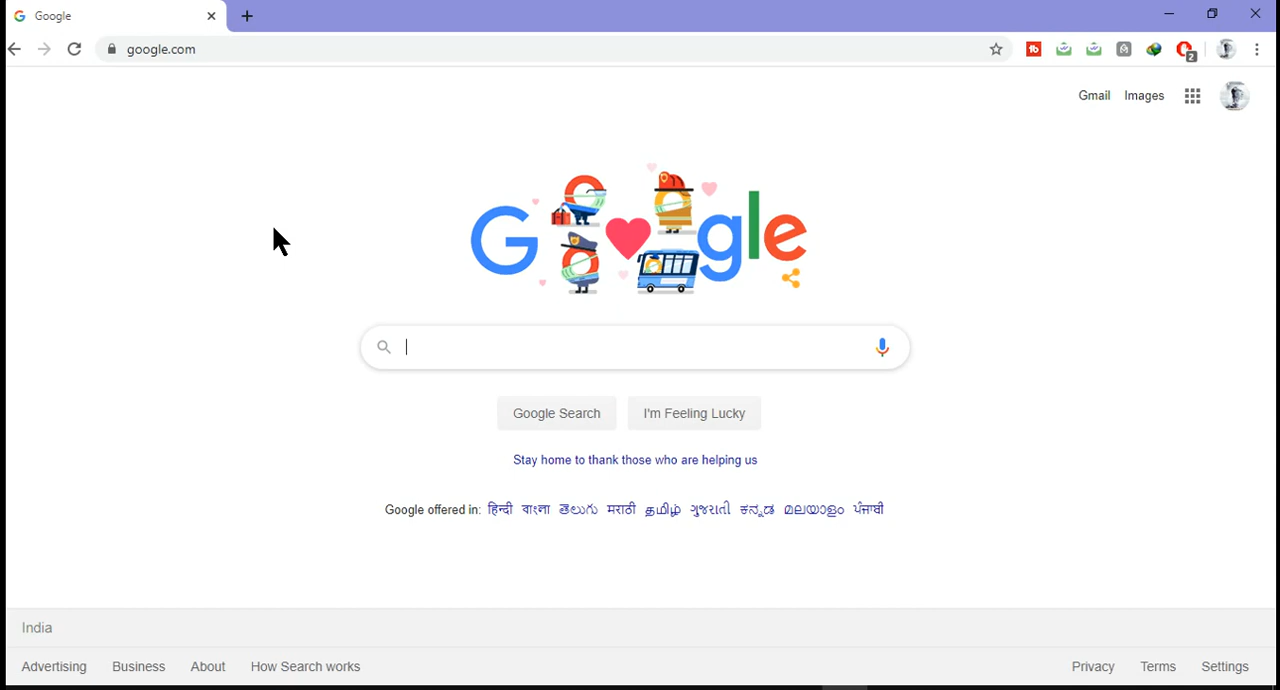 Google
google.com
2
Gmail Images
Google
Google Search I'm Feeling Lucky
Stay home to thank those who are helping us
Google offered in: हिन्दी বাংলা తెలుగు मराठी தமிழ் ગુજરાતી ಕನ್ನಡ മലയാളം ਪੰਜਾਬੀ
India
Advertising Business About How Search works Privacy Terms Settings